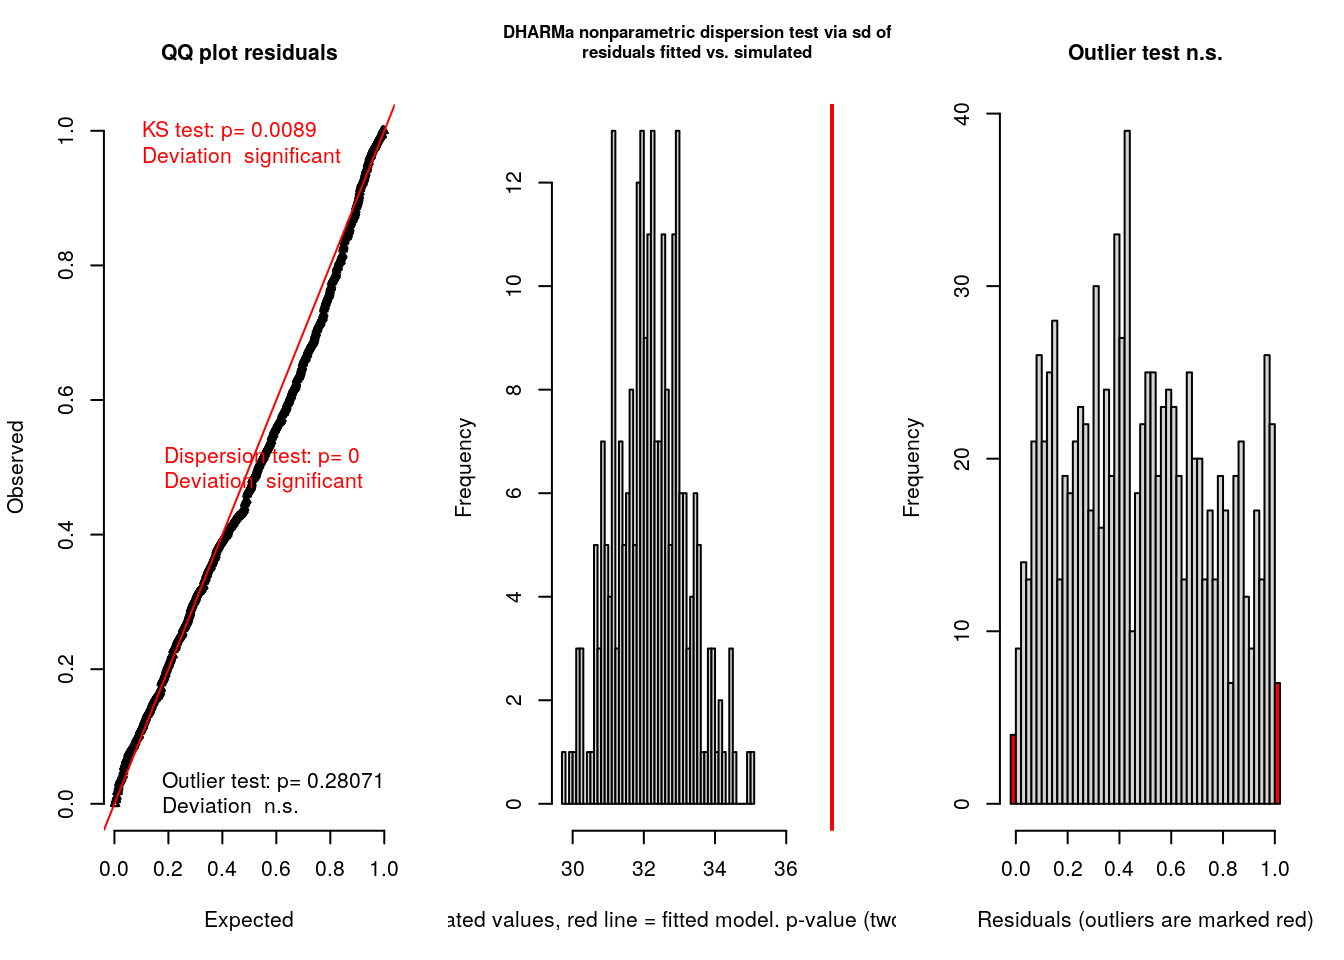 QQ plot residuals
KS test: p= 0.0089
Deviation  significant
Dispersion test: p= 0
Deviation  significant
Outlier test: p= 0.28071
Deviation  n.s.
Observed
0.0 0.2 0.4 0.6 0.8 1.0
0.0 0.2 0.4 0.6 0.8 1.0
Expected
DHARMa nonparametric dispersion test via sd of
residuals fitted vs. simulated
Frequency
0 2 4 6 8 10 12
30 32 34 36
ated values, red line = fitted model. p-value (two
Outlier test n.s.
Frequency
0 10 20 30 40
0.0 0.2 0.4 0.6 0.8 1.0
Residuals (outliers are marked red)